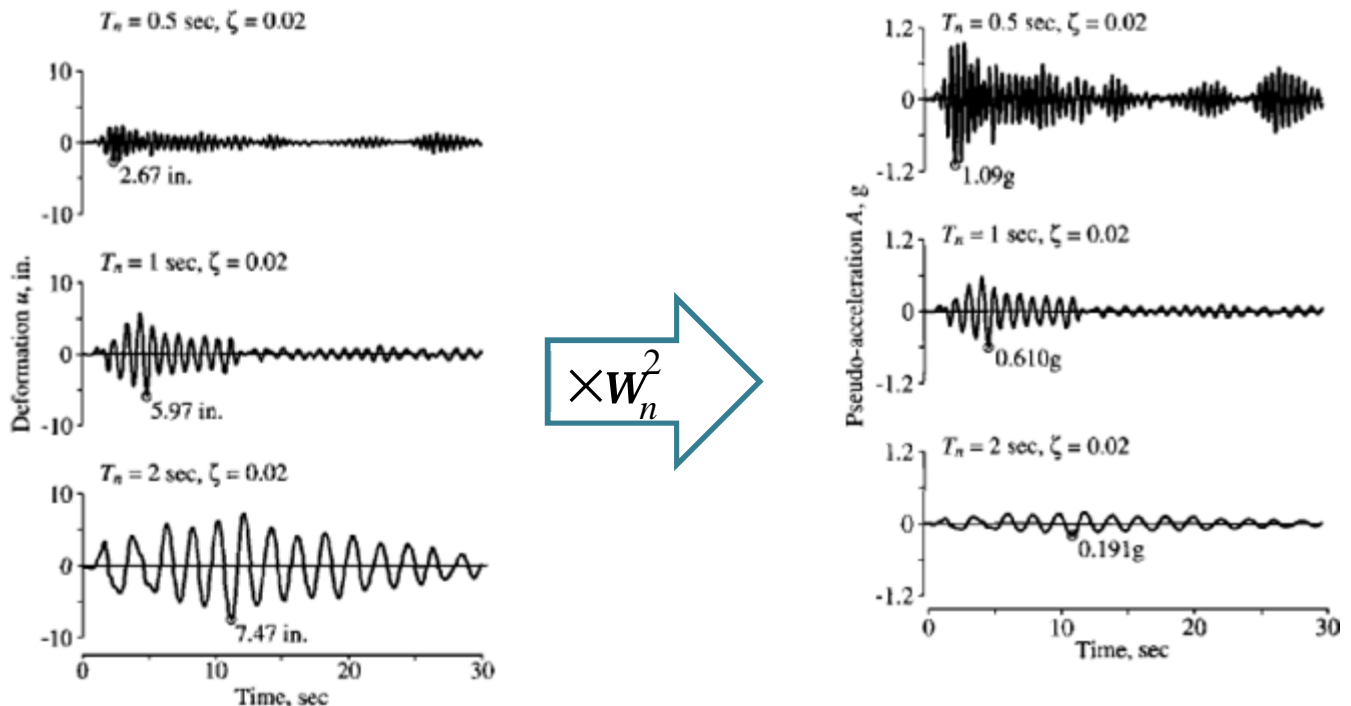 Tₙ = 0.5 sec, ζ = 0.02
10
0
2.67 in.
-10
Deformation u, in.
Tₙ = 1 sec, ζ = 0.02
10
0
5.97 in.
-10
Tₙ = 2 sec, ζ = 0.02
10
0
7.47 in.
-10
0 10 20 30
Time, sec
×wₙ²
Tₙ = 0.5 sec, ζ = 0.02
1.2
0
-1.2
1.09g
Pseudo-acceleration A, g
Tₙ = 1 sec, ζ = 0.02
1.2
0
0.610g
-1.2
Tₙ = 2 sec, ζ = 0.02
1.2
0
0.191g
-1.2
0 10 20 30
Time, sec